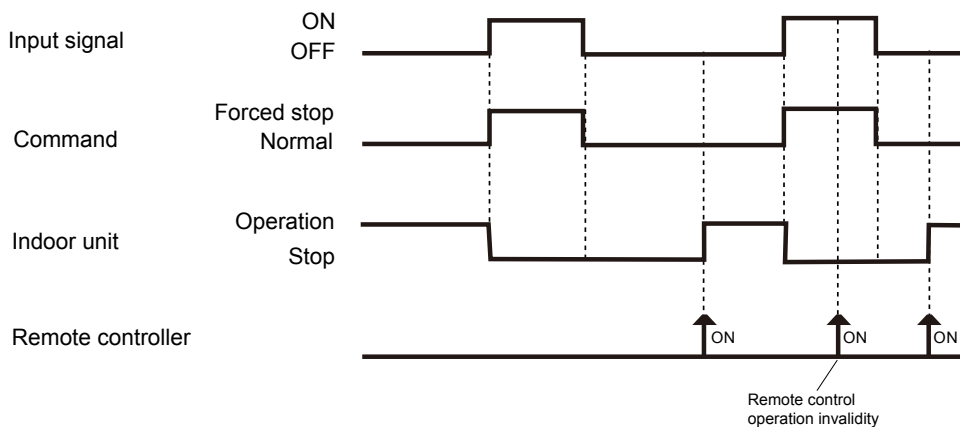 Input signal
ON
OFF
Command
Forced stop
Normal
Indoor unit
Operation
Stop
Remote controller
ON
ON
ON
Remote control
operation invalidity